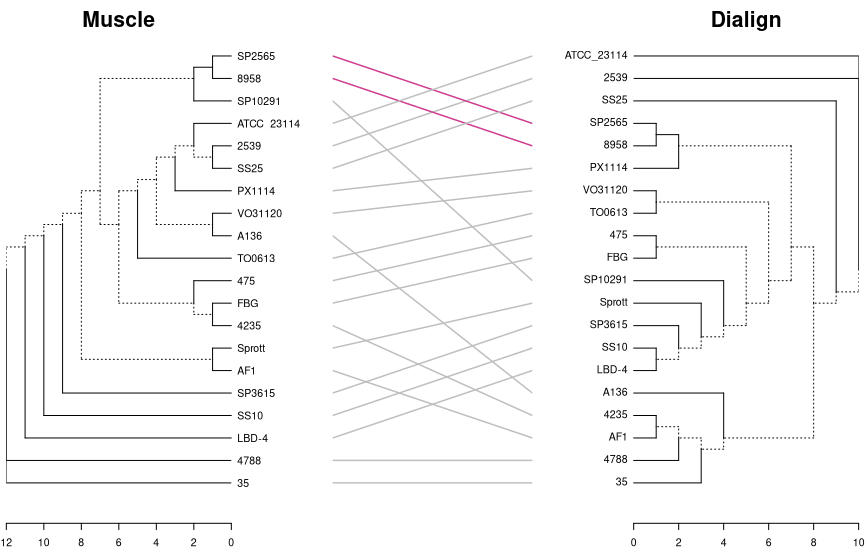 Muscle
Dialign
SP2565
8958
SP10291
ATCC 23114
2539
SS25
PX1114
VO31120
A136
TO0613
475
FBG
4235
Sprott
AF1
SP3615
SS10
LBD-4
4788
35
12 10 8 6 4 2 0
ATCC_23114
2539
SS25
SP2565
8958
PX1114
VO31120
TO0613
475
FBG
SP10291
Sprott
SP3615
SS10
LBD-4
A136
4235
AF1
4788
35
0 2 4 6 8 10